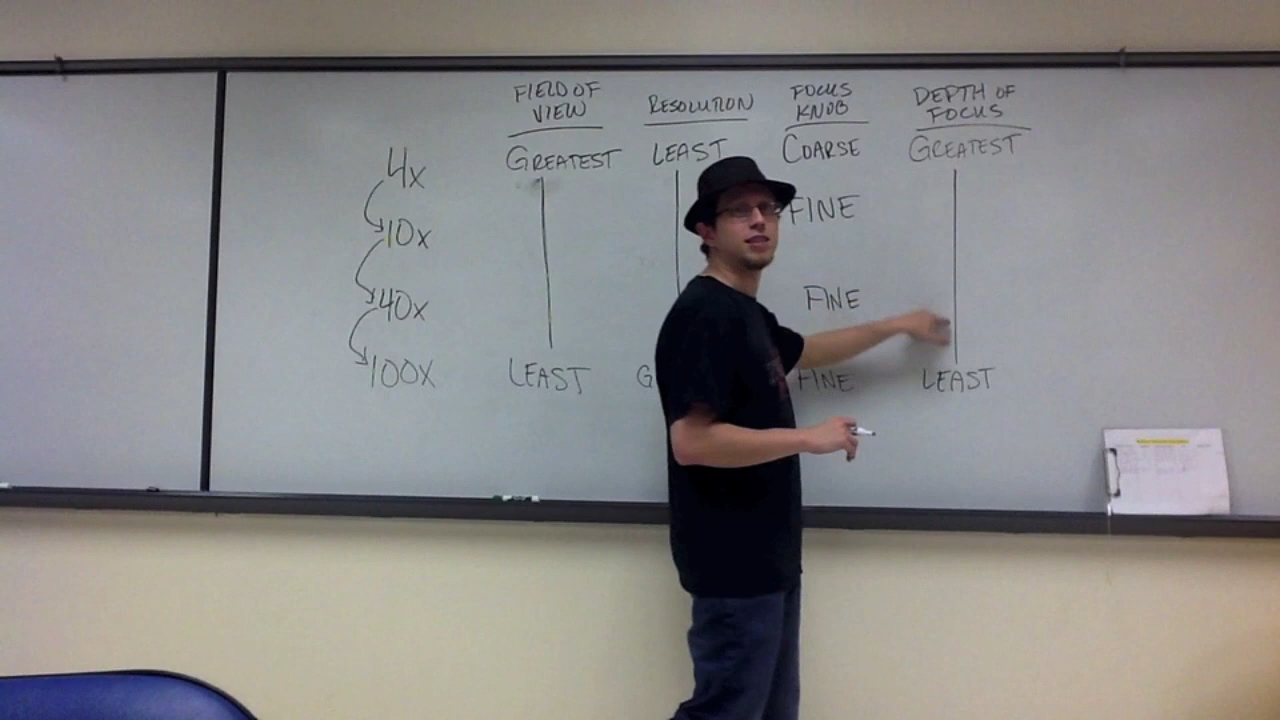 FIELD OF VIEW
RESOLUTION
FOCUS KNOB
DEPTH OF FOCUS
4x GREATEST LEAST COARSE GREATEST
10x FINE
40x FINE
100x LEAST G FINE LEAST